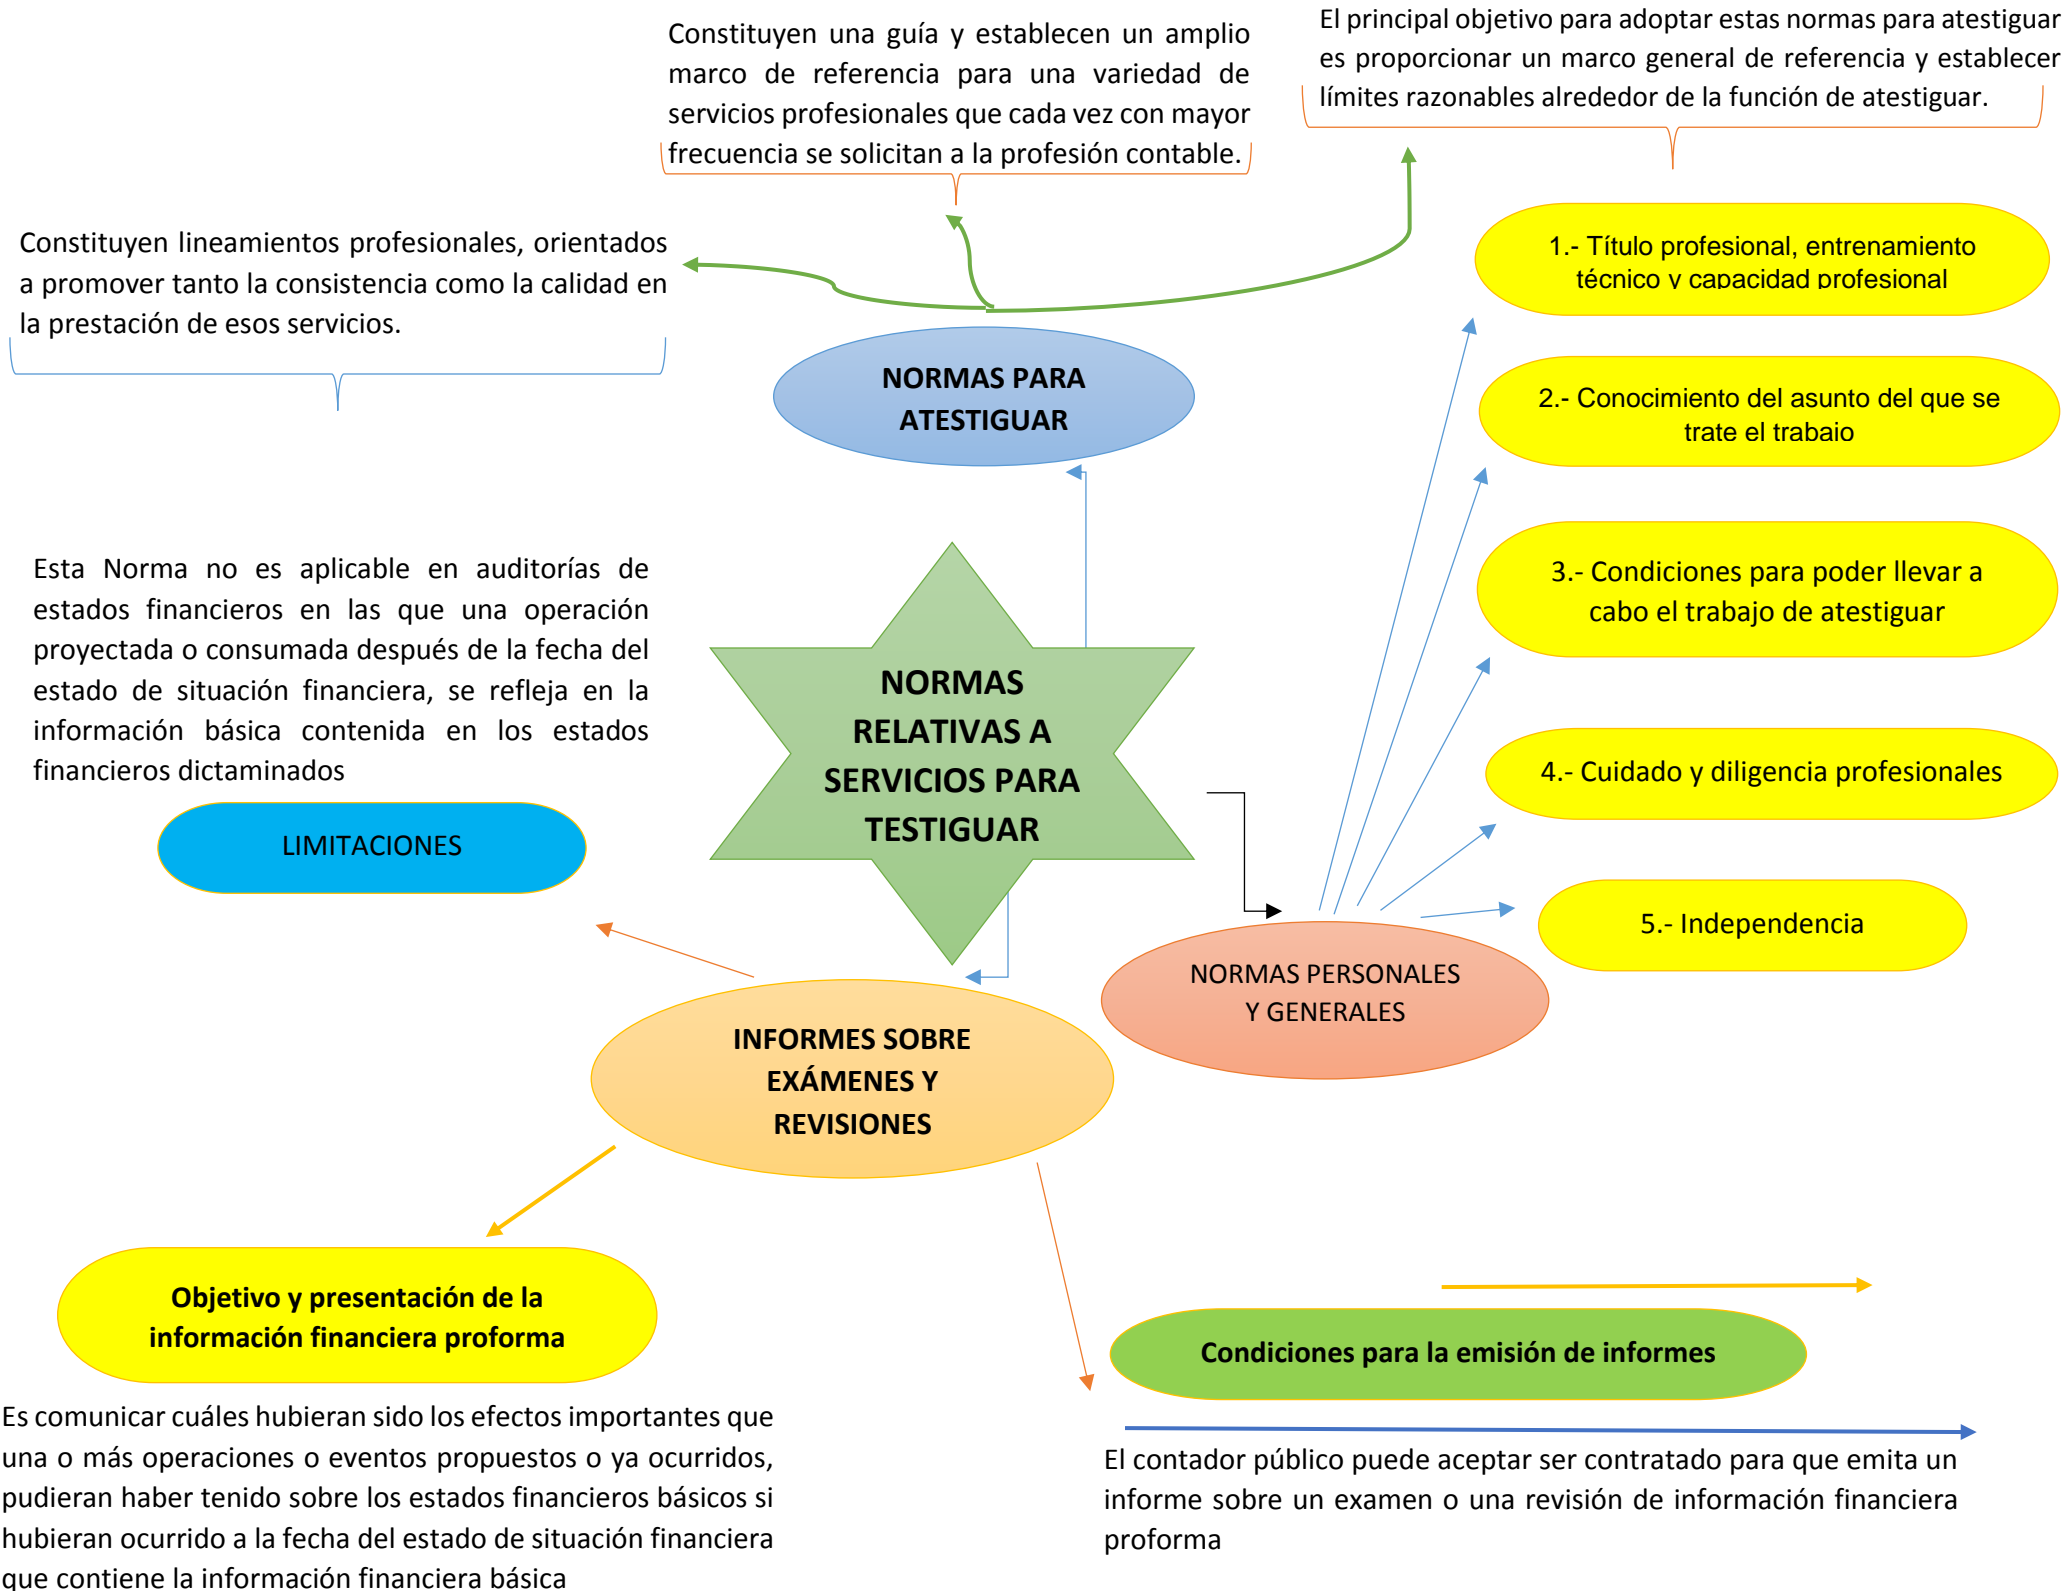 Constituyen una guía y establecen un amplio
marco de referencia para una variedad de
servicios profesionales que cada vez con mayor
frecuencia se solicitan a la profesión contable.
El principal objetivo para adoptar estas normas para atestiguar
es proporcionar un marco general de referencia y establecer
límites razonables alrededor de la función de atestiguar.
Constituyen lineamientos profesionales, orientados
a promover tanto la consistencia como la calidad en
la prestación de esos servicios.
NORMAS PARA
ATESTIGUAR
1.- Título profesional, entrenamiento
técnico y capacidad profesional
2.- Conocimiento del asunto del que se
trate el trabajo
3.- Condiciones para poder llevar a
cabo el trabajo de atestiguar
4.- Cuidado y diligencia profesionales
5.- Independencia
Esta Norma no es aplicable en auditorías de
estados financieros en las que una operación
proyectada o consumada después de la fecha del
estado de situación financiera, se refleja en la
información básica contenida en los estados
financieros dictaminados
LIMITACIONES
NORMAS
RELATIVAS A
SERVICIOS PARA
TESTIGUAR
NORMAS PERSONALES
Y GENERALES
INFORMES SOBRE
EXÁMENES Y
REVISIONES
Objetivo y presentación de la
información financiera proforma
Es comunicar cuáles hubieran sido los efectos importantes que
una o más operaciones o eventos propuestos o ya ocurridos,
pudieran haber tenido sobre los estados financieros básicos si
hubieran ocurrido a la fecha del estado de situación financiera
que contiene la información financiera básica
Condiciones para la emisión de informes
El contador público puede aceptar ser contratado para que emita un
informe sobre un examen o una revisión de información financiera
proforma